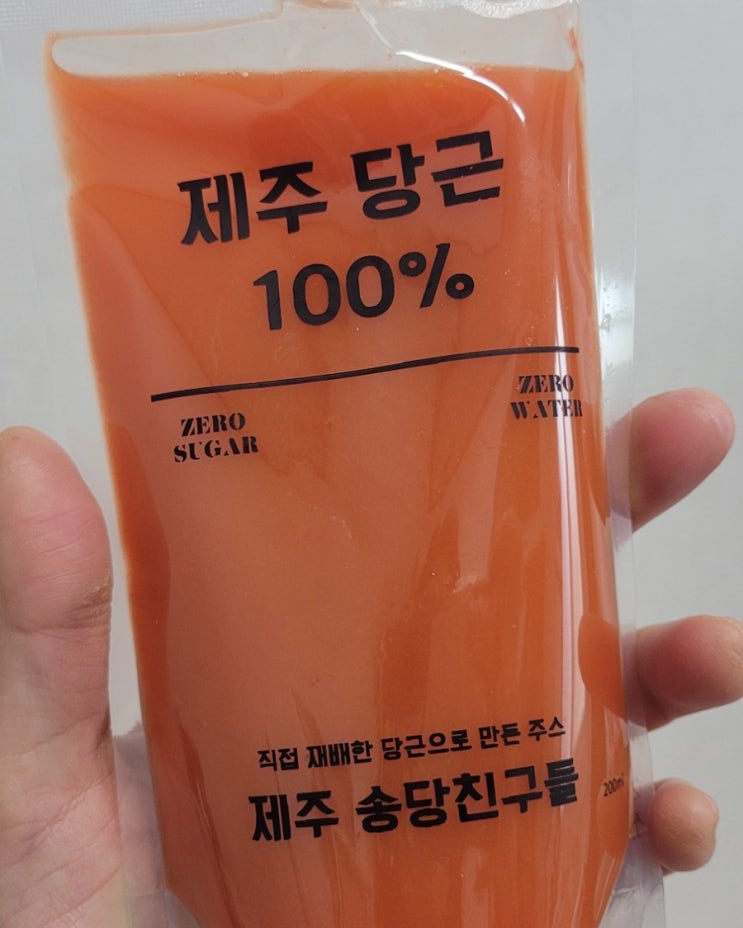 제주 당근
100%
ZERO
SUGAR
ZERO
WATER
직접 재배한 당근으로 만든 주스
제주 송당친구들
200ml